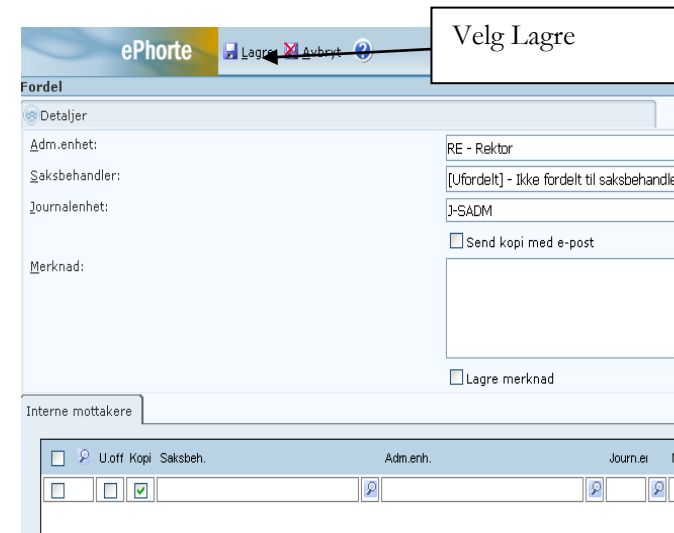 Velg Lagre
ePhorte Lagre Avbryt ?
Fordel
Detaljer
Adm.enhet: RE - Rektor
Saksbehandler: [Ufordelt] - Ikke fordelt til saksbehandle
Journalenhet: J-SADM
Send kopi med e-post
Merknad:
Lagre merknad
Interne mottakere
U.off Kopi Saksbeh. Adm.enh. Journ.e